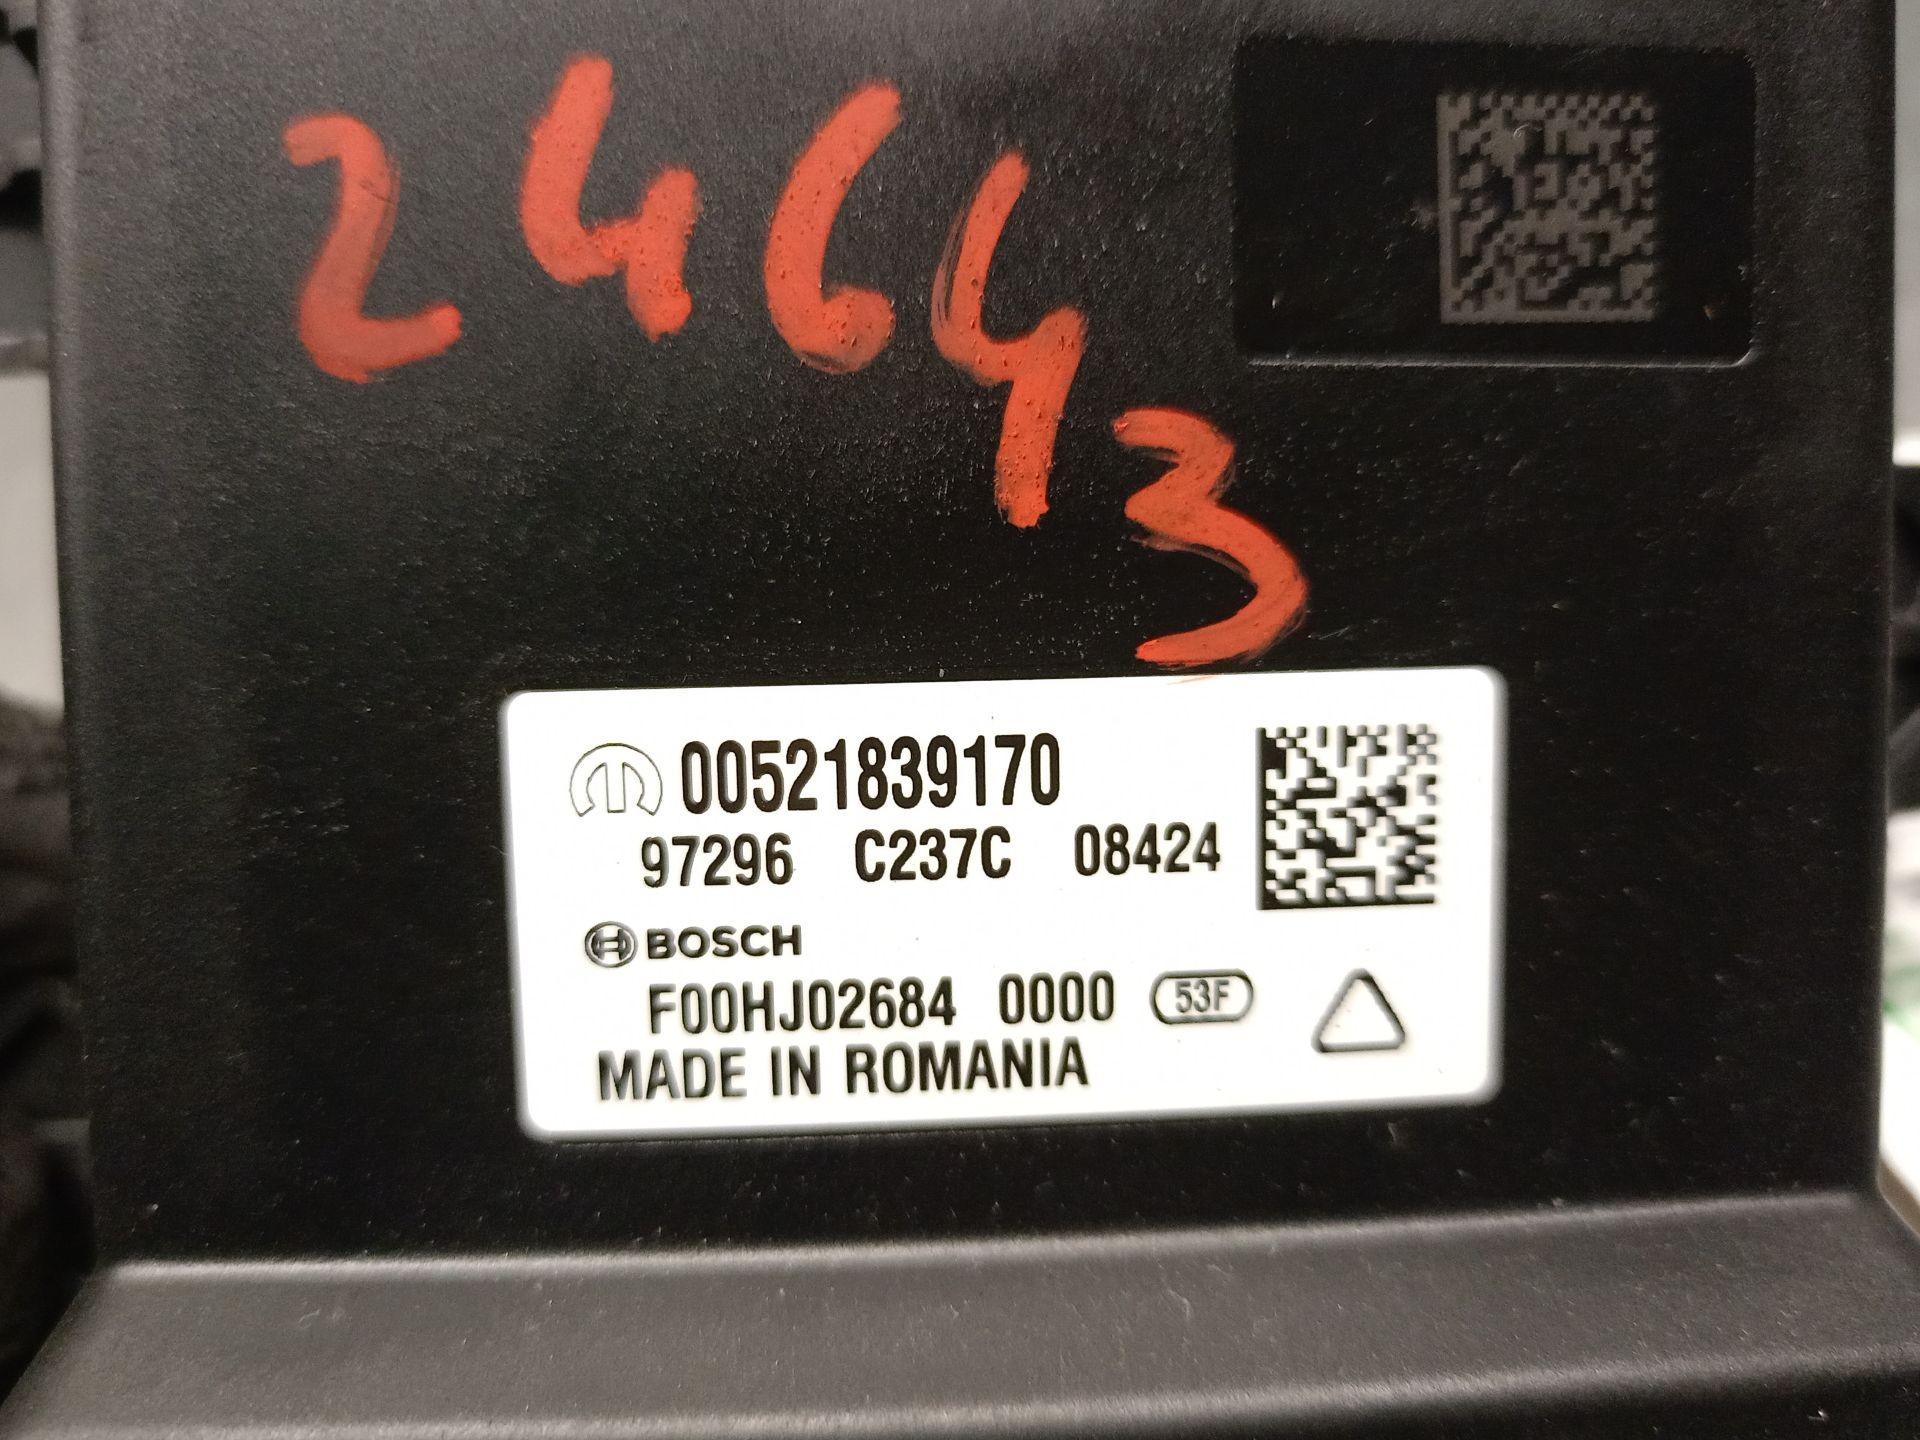 24643
00521839170
97296 C237C 08424
BOSCH
F00HJ02684 0000 53F
MADE IN ROMANIA